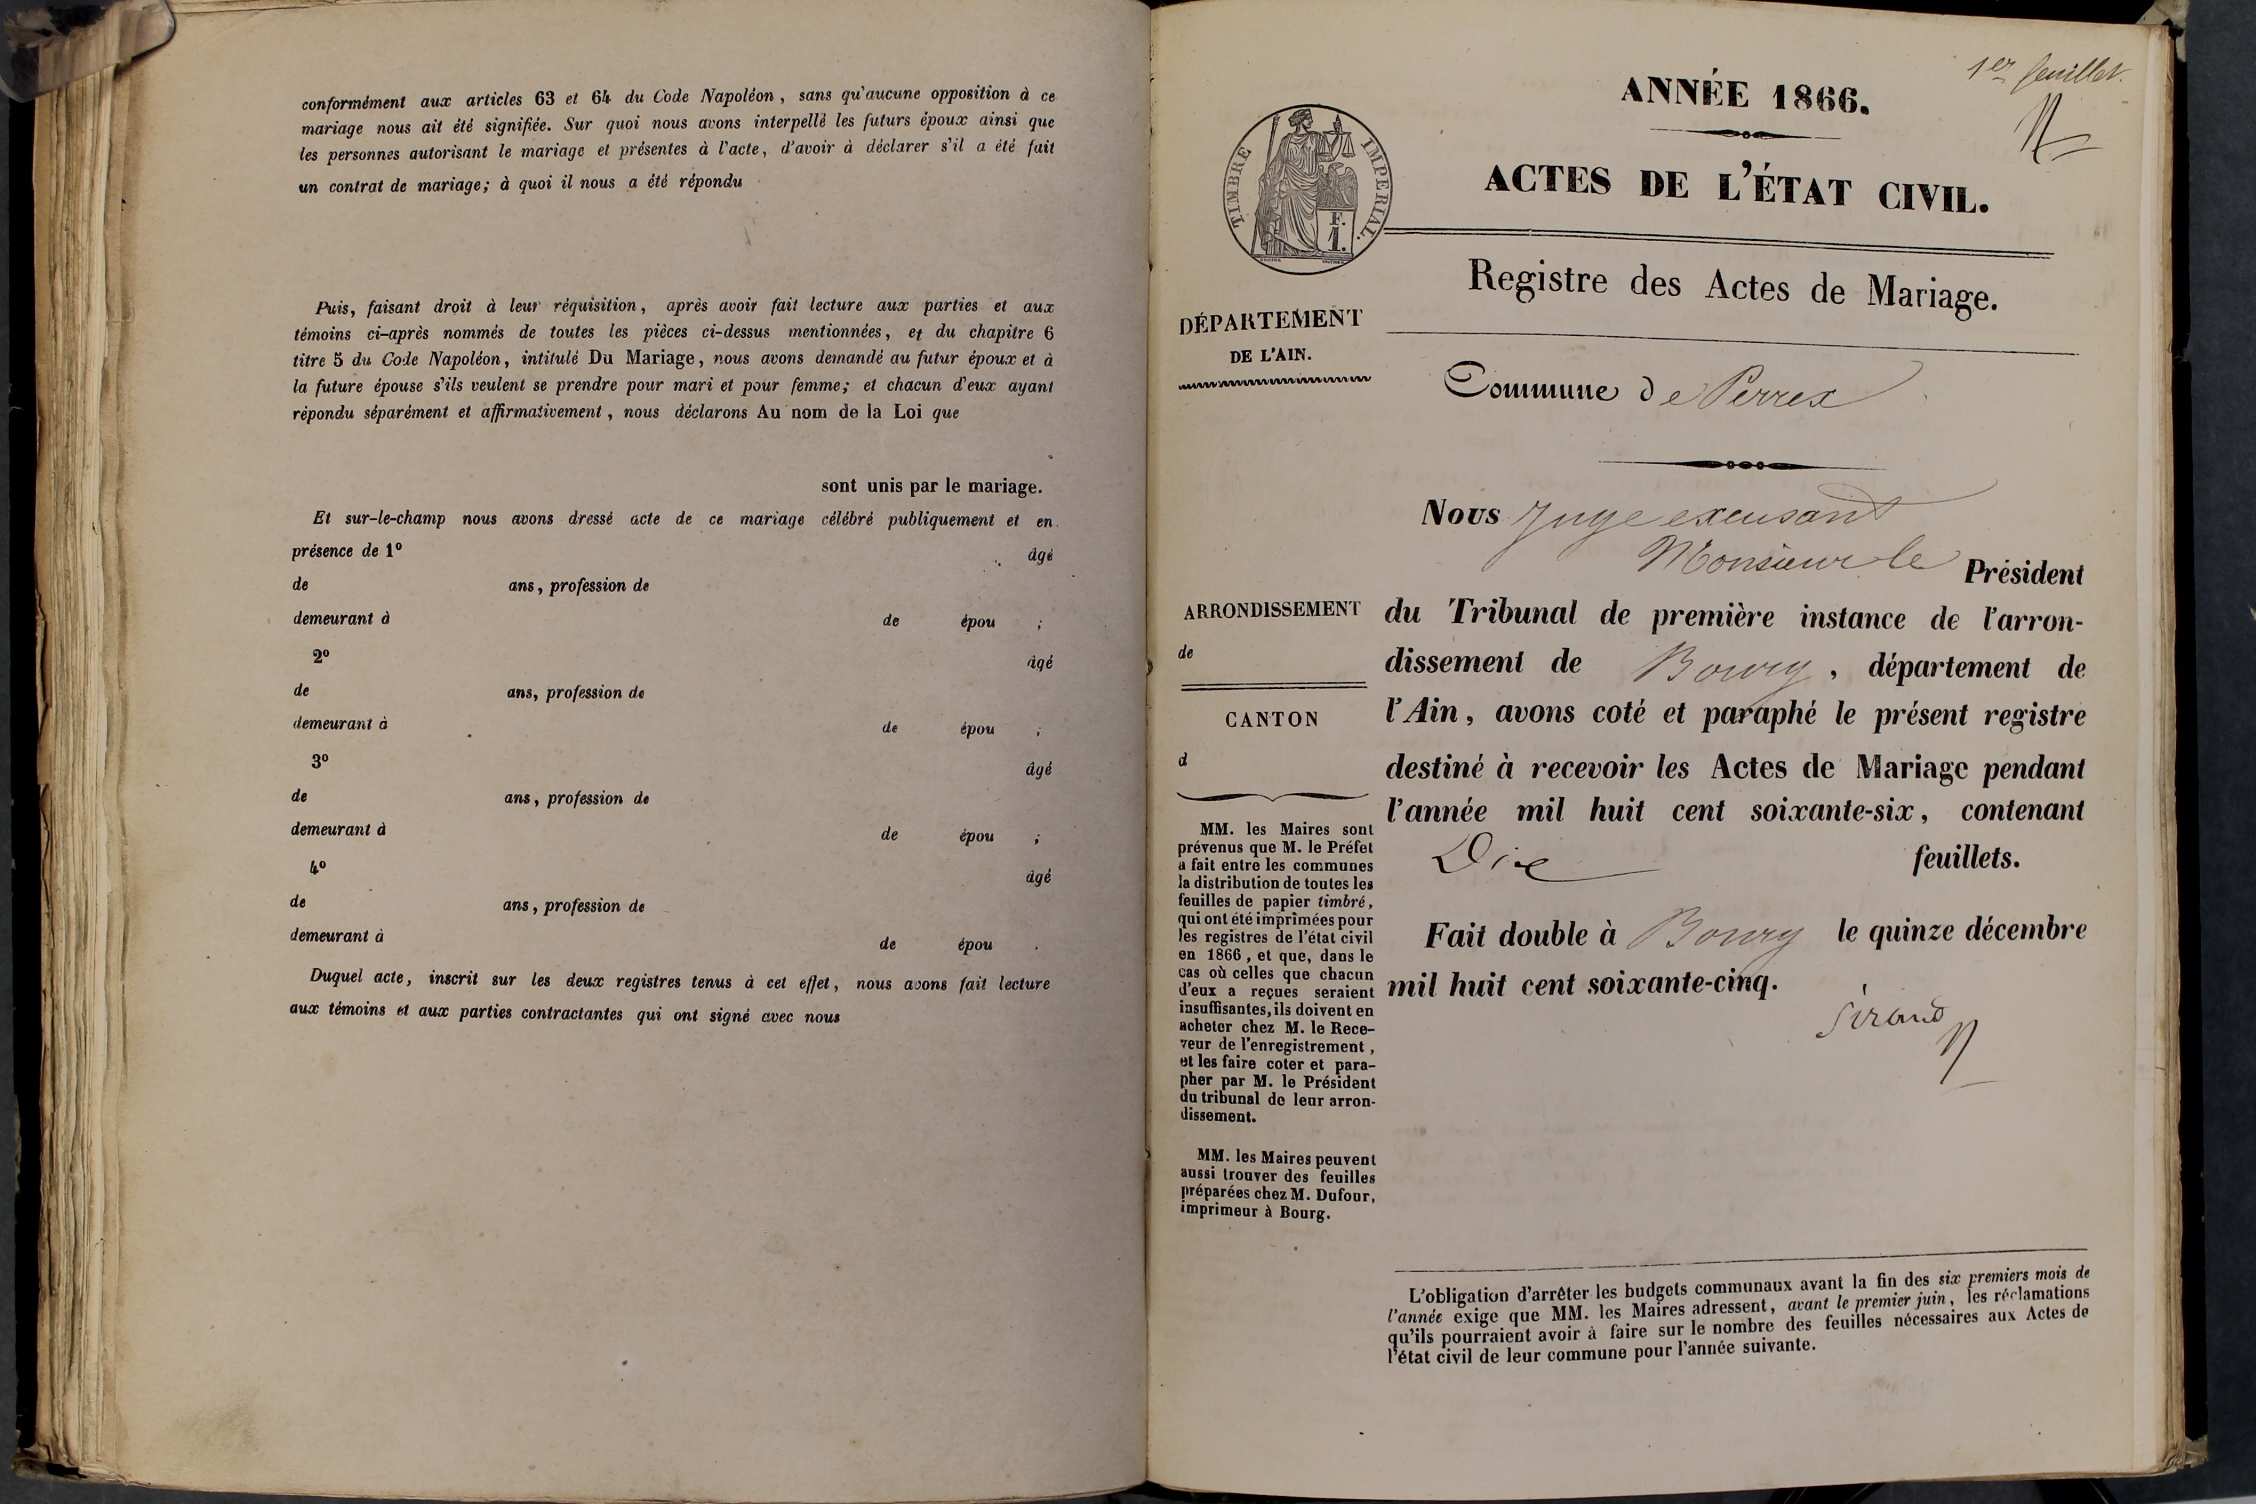 conformément aux articles 63 et 64 du Code Napoléon, sans qu'aucune opposition à ce
mariage nous ait été signifiée. Sur quoi nous avons interpellé les futurs époux ainsi que
les personnes autorisant le mariage et présentes à l'acte, d'avoir à déclarer s'il a été fait
un contrat de mariage; à quoi il nous a été répondu
Puis, faisant droit à leur réquisition, après avoir fait lecture aux parties et aux
témoins ci-après nommés de toutes les pièces ci-dessus mentionnées, et du chapitre 6
titre 5 du Code Napoléon, intitulé Du Mariage, nous avons demandé au futur époux et à
la future épouse s'ils veulent se prendre pour mari et pour femme; et chacun d'eux ayant
répondu séparément et affirmativement, nous déclarons Au nom de la Loi que
sont unis par le mariage.
Et sur-le-champ nous avons dressé acte de ce mariage célébré publiquement et en
présence de 1º âgé
de ans, profession de
demeurant à de épou ;
2º âgé
de ans, profession de
demeurant à de épou ;
3º âgé
de ans, profession de
demeurant à de épou ;
4º âgé
de ans, profession de
demeurant à de épou .
Duquel acte, inscrit sur les deux registres tenus à cet effet, nous avons fait lecture
aux témoins et aux parties contractantes qui ont signé avec nous
1er feuillet.
ANNÉE 1866.
ACTES DE L'ÉTAT CIVIL.
TIMBRE IMPERIAL.
F.
1.
Registre des Actes de Mariage.
DÉPARTEMENT
DE L'AIN.
Commune de Perrex
Nous Juge excusant
Monsieur le Président
du Tribunal de première instance de l'arron-
dissement de Bourg, département de
l'Ain, avons coté et paraphé le présent registre
destiné à recevoir les Actes de Mariage pendant
l'année mil huit cent soixante-six, contenant
Dix feuillets.
Fait double à Bourg le quinze décembre
mil huit cent soixante-cinq.
Sirand
ARRONDISSEMENT
de
CANTON
d
MM. les Maires sont
prévenus que M. le Préfet
a fait entre les communes
la distribution de toutes les
feuilles de papier timbré,
qui ont été imprimées pour
les registres de l'état civil
en 1866, et que, dans le
cas où celles que chacun
d'eux a reçues seraient
insuffisantes, ils doivent en
acheter chez M. le Rece-
veur de l'enregistrement,
et les faire coter et para-
pher par M. le Président
du tribunal de leur arron-
dissement.
MM. les Maires peuvent
aussi trouver des feuilles
préparées chez M. Dufour,
imprimeur à Bourg.
L'obligation d'arrêter les budgets communaux avant la fin des six premiers mois de
l'année exige que MM. les Maires adressent, avant le premier juin, les réclamations
qu'ils pourraient avoir à faire sur le nombre des feuilles nécessaires aux Actes de
l'état civil de leur commune pour l'année suivante.